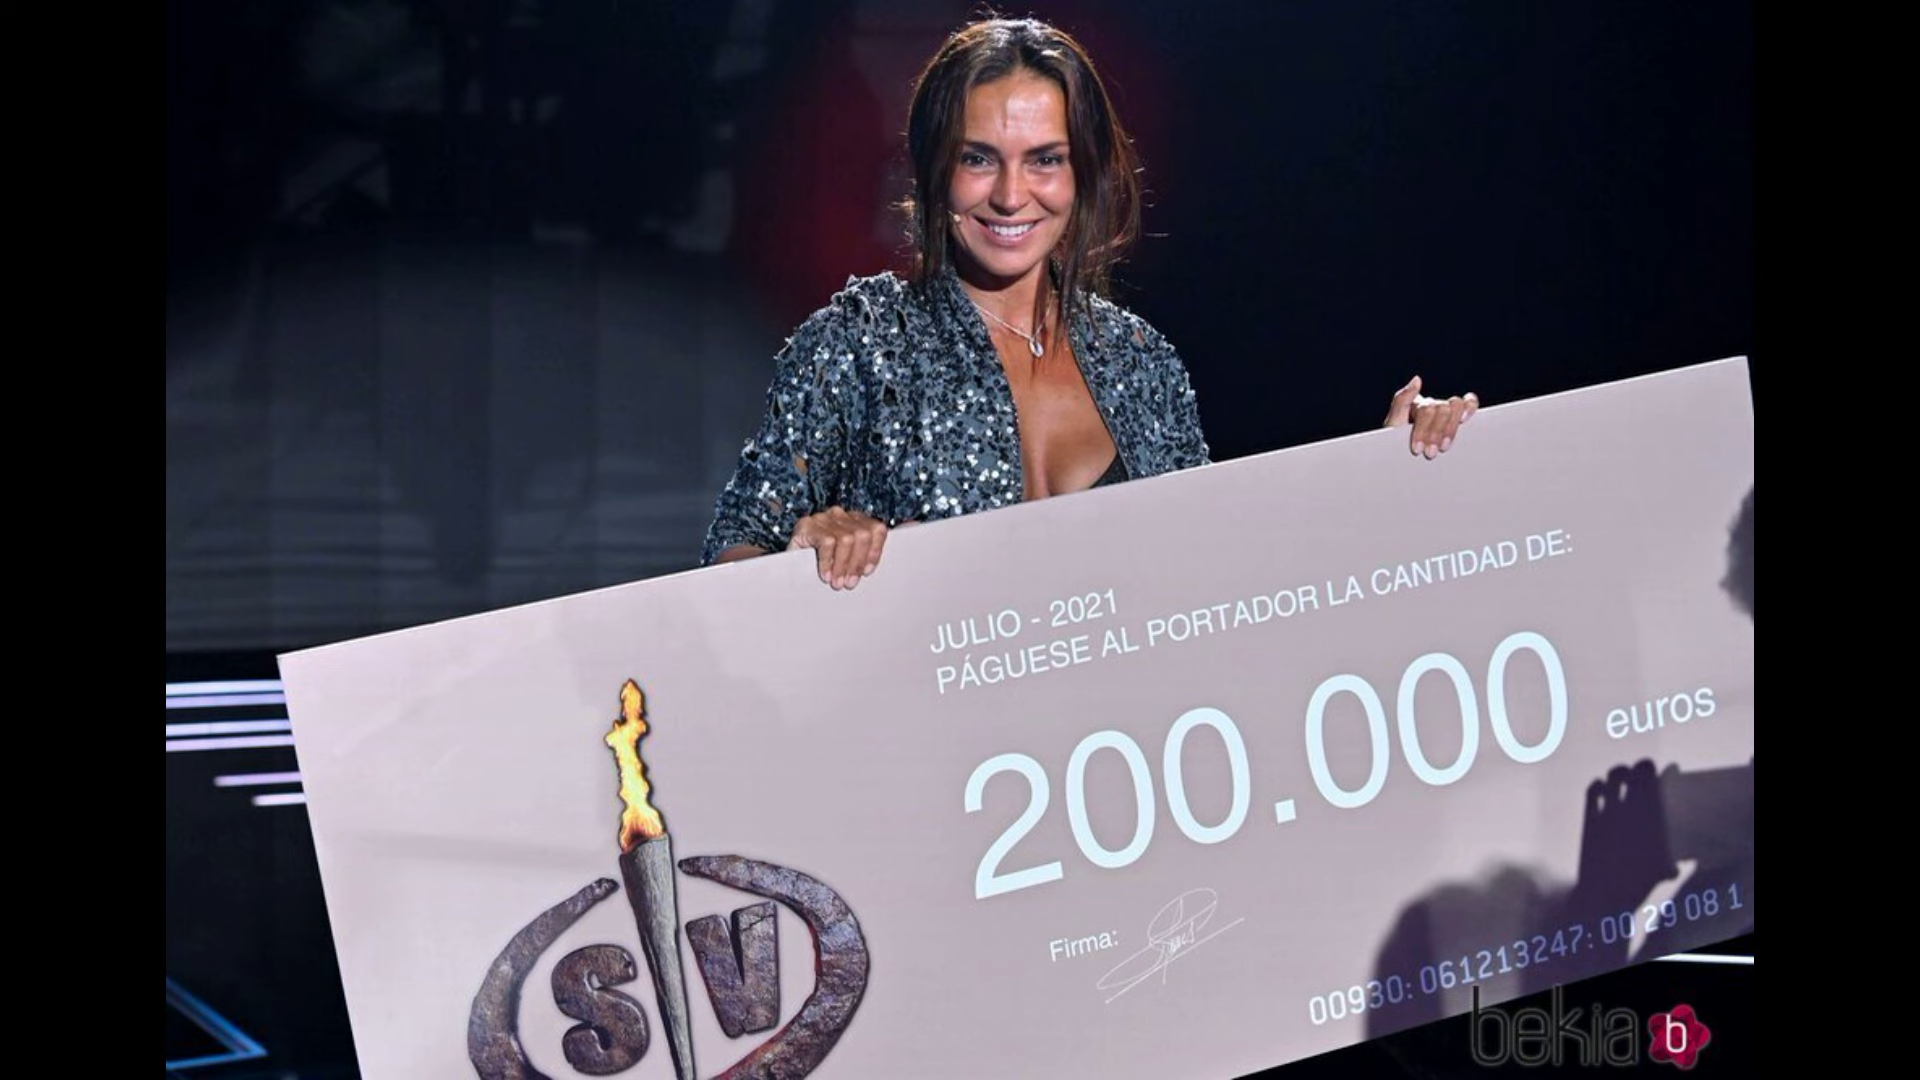 JULIO - 2021
PÁGUESE AL PORTADOR LA CANTIDAD DE:
200.000 euros
Firma:
00930: 061213247: 00 29 08 1
SV
bekia b